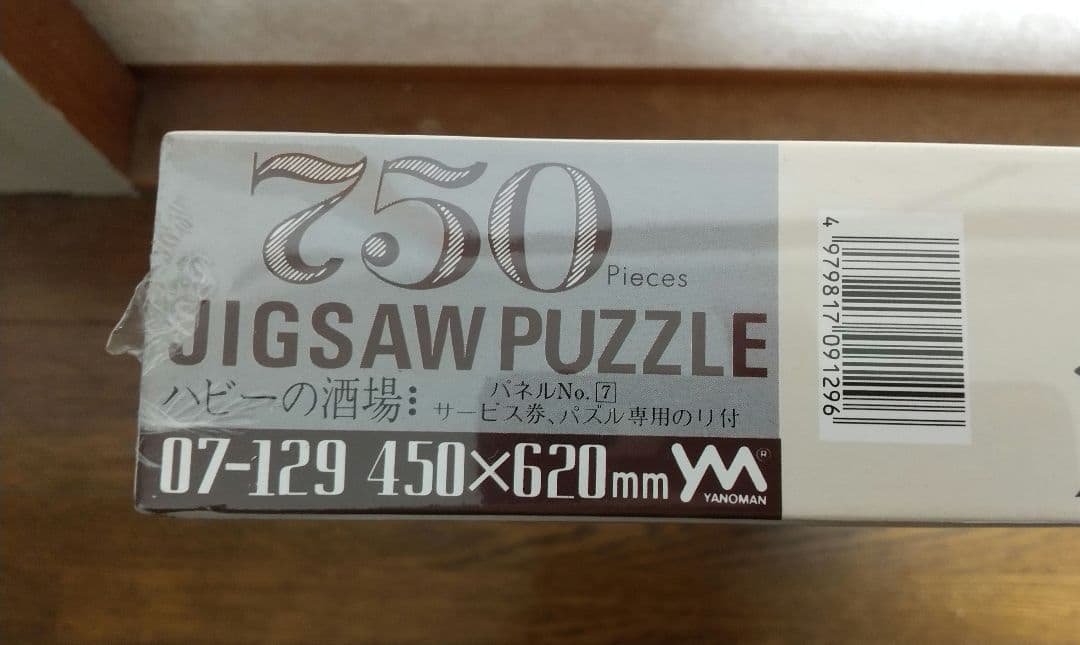 750 Pieces
JIGSAW PUZZLE
ハビーの酒場: パネルNo. 7
サービス券、パズル専用のり付
07-129 450×620mm YM®
YANOMAN
4 979817 091296